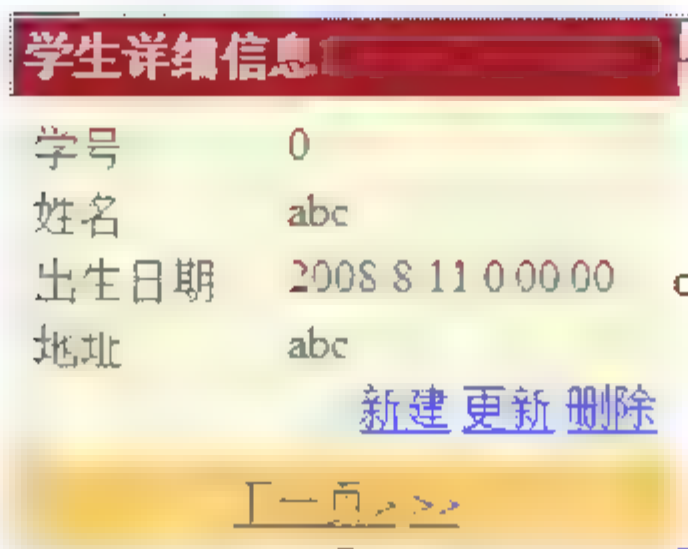 学生详细信息
学号 0
姓名 abc
出生日期 2008 8 11 0 00 00
地址 abc
新建 更新 删除
下一页 > >>